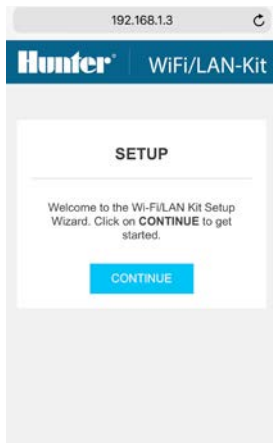 192.168.1.3
Hunter® WiFi/LAN-Kit
SETUP
Welcome to the Wi-Fi/LAN Kit Setup
Wizard. Click on CONTINUE to get
started.
CONTINUE